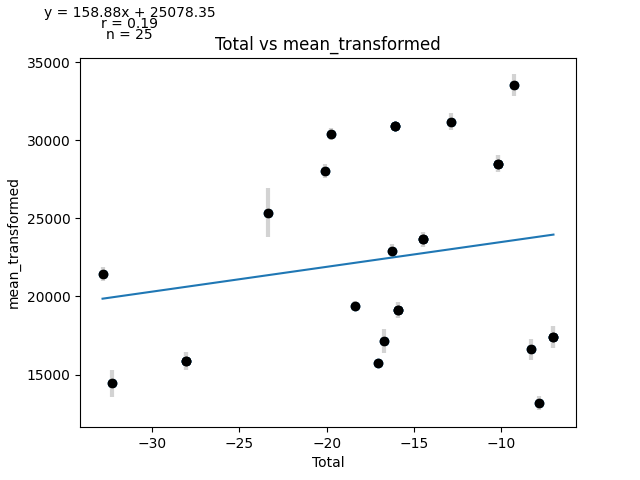 y = 158.88x + 25078.35
r = 0.19
n = 25
Total vs mean_transformed
35000
30000
25000
20000
15000
mean_transformed
−30
−25
−20
−15
−10
Total